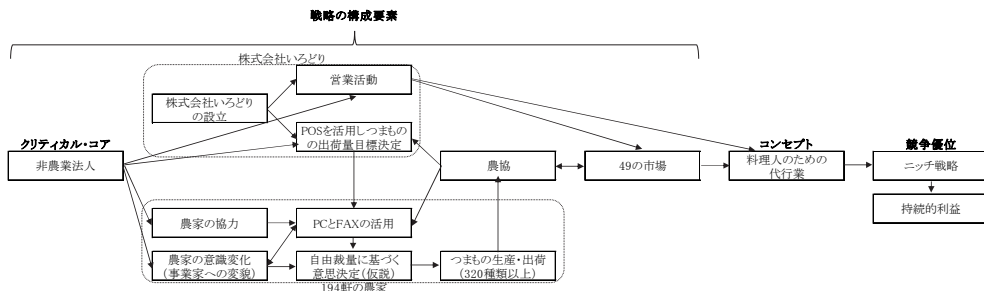 戦略の構成要素
株式会社いろどり
営業活動
株式会社いろどり
の設立
POSを活用しつまもの
の出荷量目標決定
クリティカル・コア
非農業法人
農協
49の市場
コンセプト
料理人のための
代行業
競争優位
ニッチ戦略
持続的利益
農家の協力
PCとFAXの活用
農家の意識変化
(事業家への変貌)
自由裁量に基づく
意思決定(仮説)
つまもの生産・出荷
(320種類以上)
194軒の農家